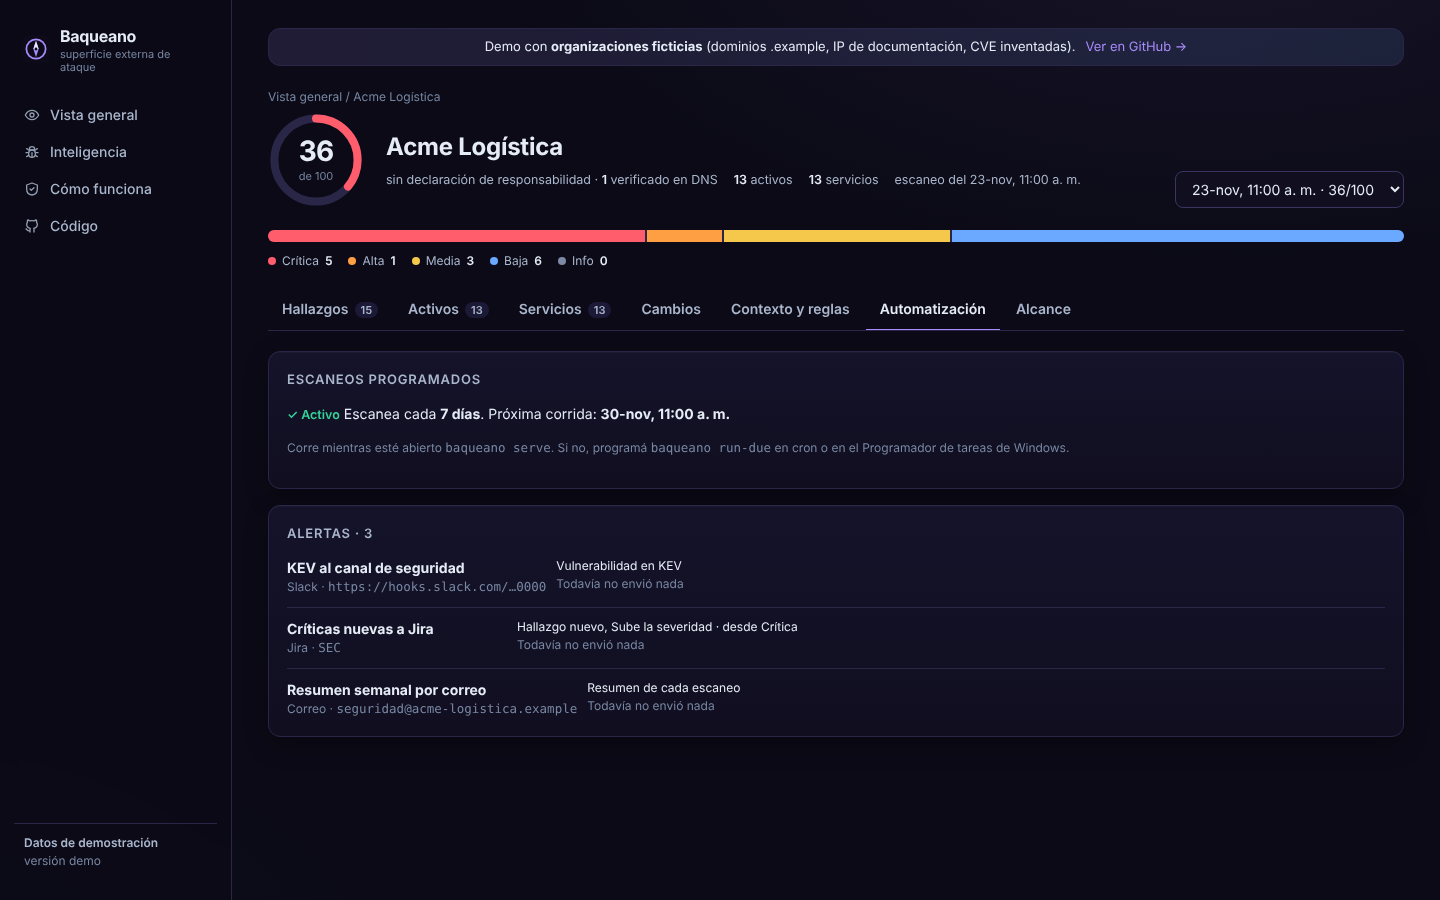 Baqueano
superficie externa de
ataque
Vista general
Inteligencia
Cómo funciona
Código
Datos de demostración
versión demo
Demo con organizaciones ficticias (dominios .example, IP de documentación, CVE inventadas). Ver en GitHub →
Vista general / Acme Logística
36
de 100
Acme Logística
sin declaración de responsabilidad · 1 verificado en DNS 13 activos 13 servicios escaneo del 23-nov, 11:00 a. m.
23-nov, 11:00 a. m. · 36/100
Crítica 5 Alta 1 Media 3 Baja 6 Info 0
Hallazgos 15 Activos 13 Servicios 13 Cambios Contexto y reglas Automatización Alcance
ESCANEOS PROGRAMADOS
✓ Activo Escanea cada 7 días. Próxima corrida: 30-nov, 11:00 a. m.
Corre mientras esté abierto baqueano serve. Si no, programá baqueano run-due en cron o en el Programador de tareas de Windows.
ALERTAS · 3
KEV al canal de seguridad
Slack · https://hooks.slack.com/…0000
Vulnerabilidad en KEV
Todavía no envió nada
Críticas nuevas a Jira
Jira · SEC
Hallazgo nuevo, Sube la severidad · desde Crítica
Todavía no envió nada
Resumen semanal por correo
Correo · seguridad@acme-logistica.example
Resumen de cada escaneo
Todavía no envió nada